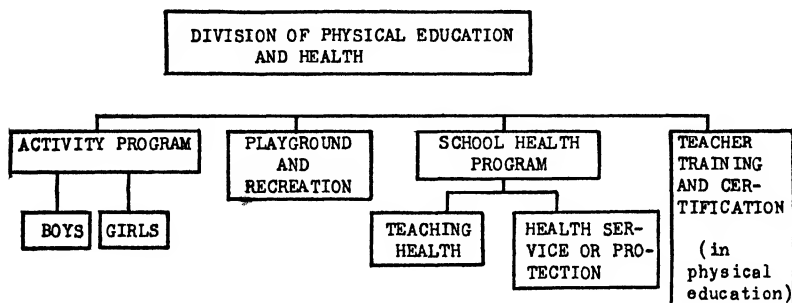 DIVISION OF PHYSICAL EDUCATION
AND HEALTH
ACTIVITY PROGRAM
BOYS
GIRLS
PLAYGROUND
AND
RECREATION
SCHOOL HEALTH
PROGRAM
TEACHING
HEALTH
HEALTH SER-
VICE OR PRO-
TECTION
TEACHER
TRAINING
AND CER-
TIFICATION
(in
physical
education)